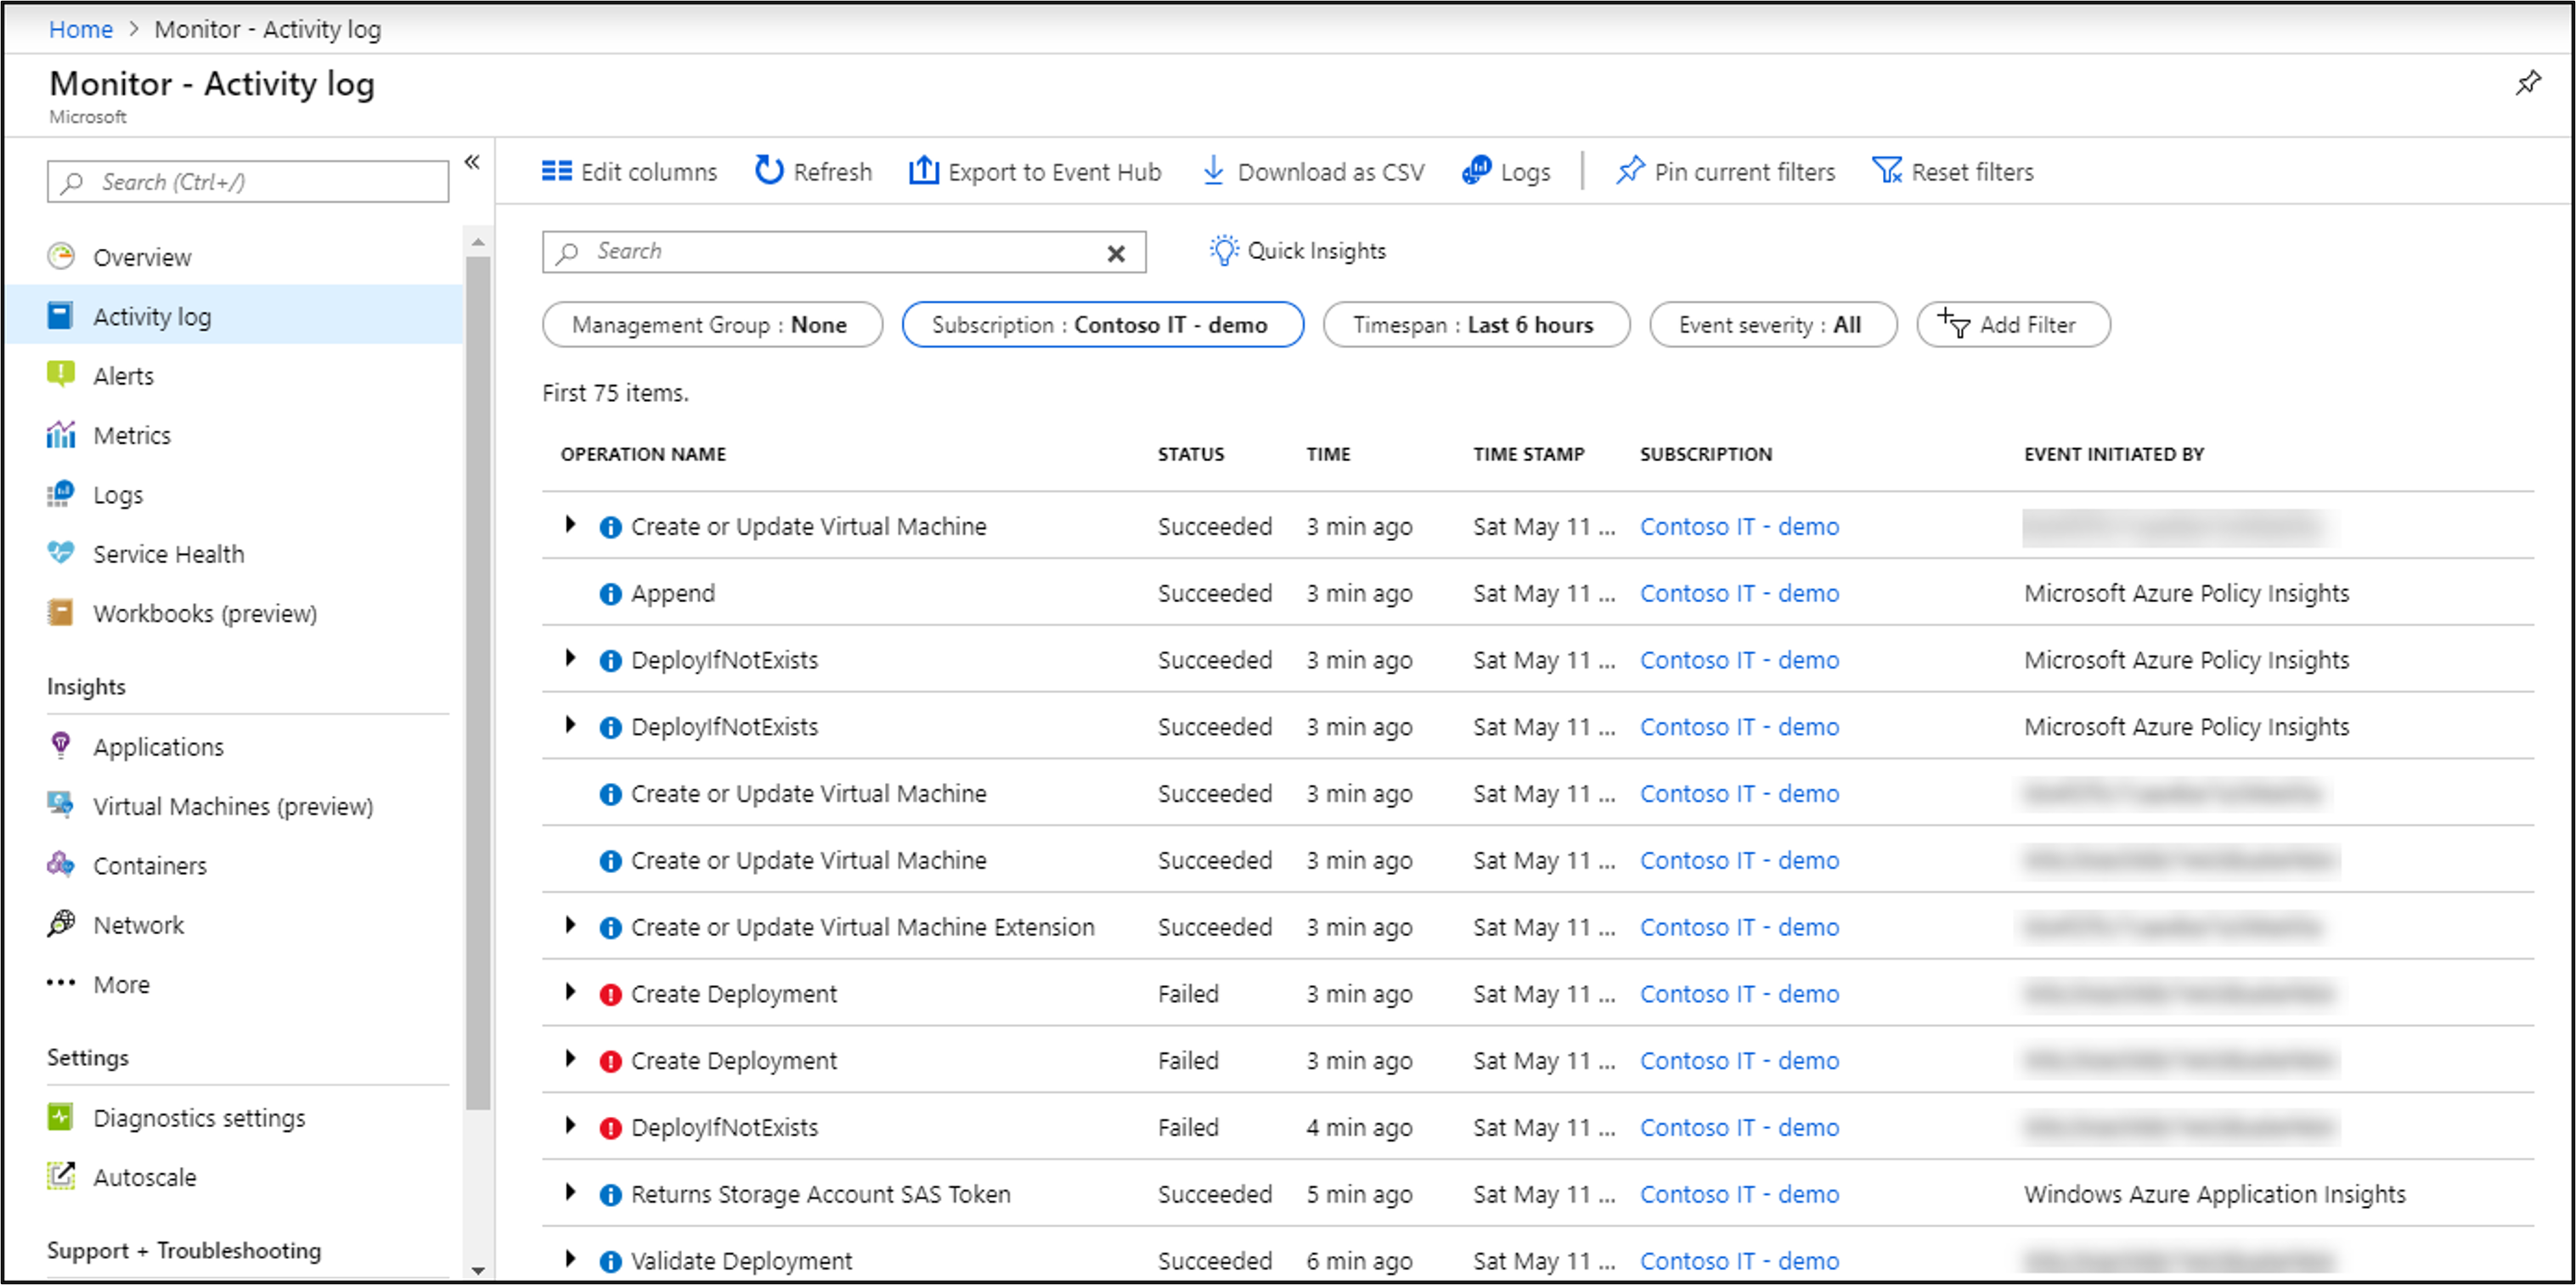 Home > Monitor - Activity log
Monitor - Activity log
Microsoft
Search (Ctrl+/)
«
Overview
Activity log
Alerts
Metrics
Logs
Service Health
Workbooks (preview)
Insights
Applications
Virtual Machines (preview)
Containers
Network
More
Settings
Diagnostics settings
Autoscale
Support + Troubleshooting
Edit columns Refresh Export to Event Hub Download as CSV Logs Pin current filters Reset filters
Search Quick Insights
Management Group : None Subscription : Contoso IT - demo Timespan : Last 6 hours Event severity : All Add Filter
First 75 items.
OPERATION NAME STATUS TIME TIME STAMP SUBSCRIPTION EVENT INITIATED BY
Create or Update Virtual Machine Succeeded 3 min ago Sat May 11 ... Contoso IT - demo
Append Succeeded 3 min ago Sat May 11 ... Contoso IT - demo Microsoft Azure Policy Insights
DeployIfNotExists Succeeded 3 min ago Sat May 11 ... Contoso IT - demo Microsoft Azure Policy Insights
DeployIfNotExists Succeeded 3 min ago Sat May 11 ... Contoso IT - demo Microsoft Azure Policy Insights
Create or Update Virtual Machine Succeeded 3 min ago Sat May 11 ... Contoso IT - demo
Create or Update Virtual Machine Succeeded 3 min ago Sat May 11 ... Contoso IT - demo
Create or Update Virtual Machine Extension Succeeded 3 min ago Sat May 11 ... Contoso IT - demo
Create Deployment Failed 3 min ago Sat May 11 ... Contoso IT - demo
Create Deployment Failed 3 min ago Sat May 11 ... Contoso IT - demo
DeployIfNotExists Failed 4 min ago Sat May 11 ... Contoso IT - demo
Returns Storage Account SAS Token Succeeded 5 min ago Sat May 11 ... Contoso IT - demo Windows Azure Application Insights
Validate Deployment Succeeded 6 min ago Sat May 11 ... Contoso IT - demo